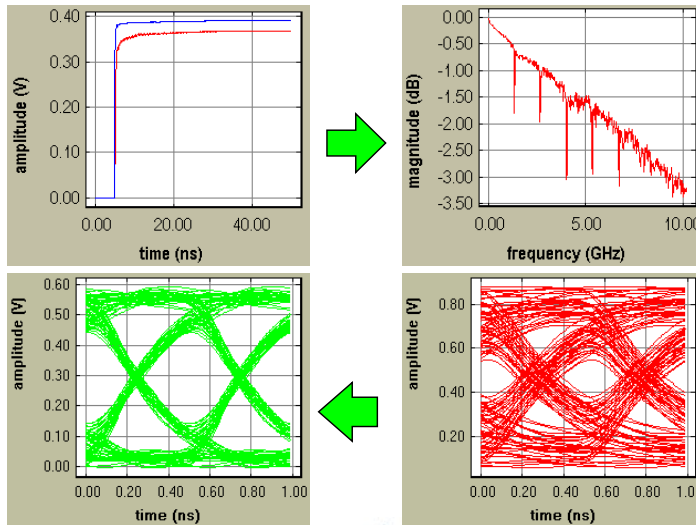 0.40
0.30
0.20
0.10
0.00
amplitude (V)
0.00 20.00 40.00
time (ns)
0.00
-0.50
-1.00
-1.50
-2.00
-2.50
-3.00
-3.50
magnitude (dB)
0.00 5.00 10.00
frequency (GHz)
0.60
0.50
0.40
0.30
0.20
0.10
0.00
amplitude (V)
0.00 0.20 0.40 0.60 0.80 1.00
time (ns)
0.80
0.60
0.40
0.20
amplitude (V)
0.00 0.20 0.40 0.60 0.80 1.0
time (ns)